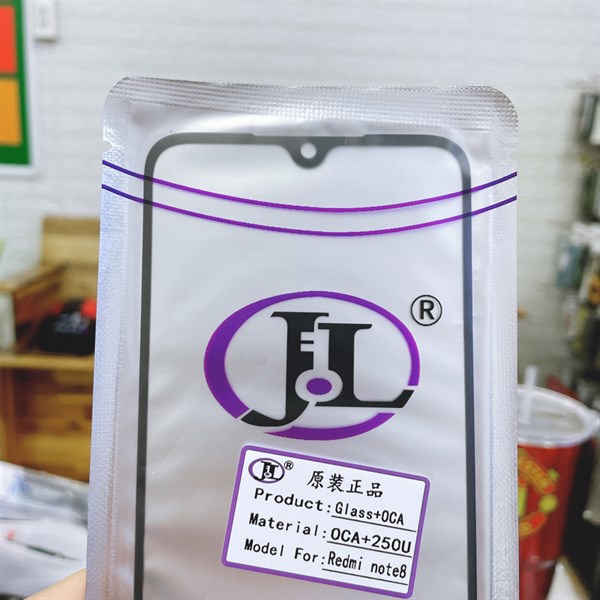 JL®
JL® 原装正品
Product: Glass+OCA
Material: OCA+250U
Model For: Redmi note8